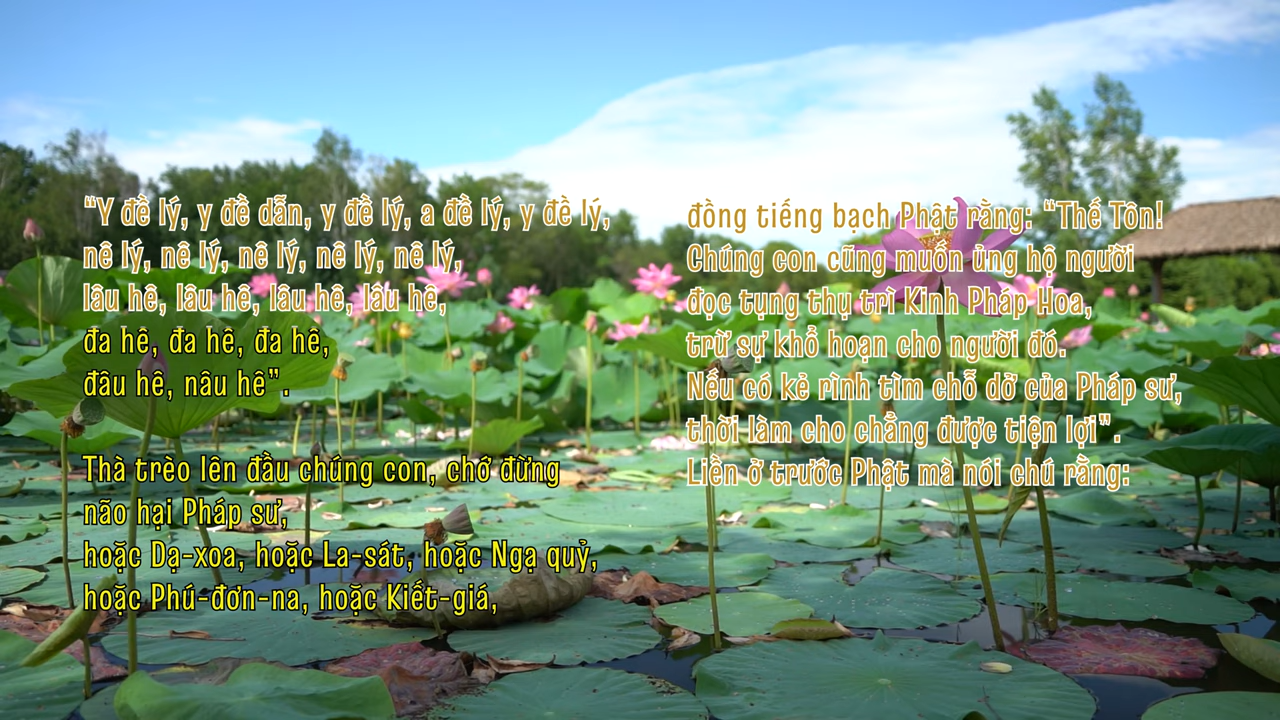 “Y đề lý, y đề dẫn, y đề lý, a đề lý, y đề lý,
nê lý, nê lý, nê lý, nê lý, nê lý,
lâu hê, lâu hê, lâu hê, lâu hê,
đa hê, đa hê, đa hê,
đâu hê, nâu hê”.
Thà trèo lên đầu chúng con, chớ đừng
não hại Pháp sư,
hoặc Dạ-xoa, hoặc La-sát, hoặc Ngạ quỷ,
hoặc Phú-đơn-na, hoặc Kiết-giá,
đồng tiếng bạch Phật rằng: “Thế Tôn!
Chúng con cũng muốn ủng hộ người
đọc tụng thụ trì Kinh Pháp Hoa,
trừ sự khổ hoạn cho người đó.
Nếu có kẻ rình tìm chỗ dở của Pháp sư,
thời làm cho chẳng được tiện lợi”.
Liền ở trước Phật mà nói chú rằng: